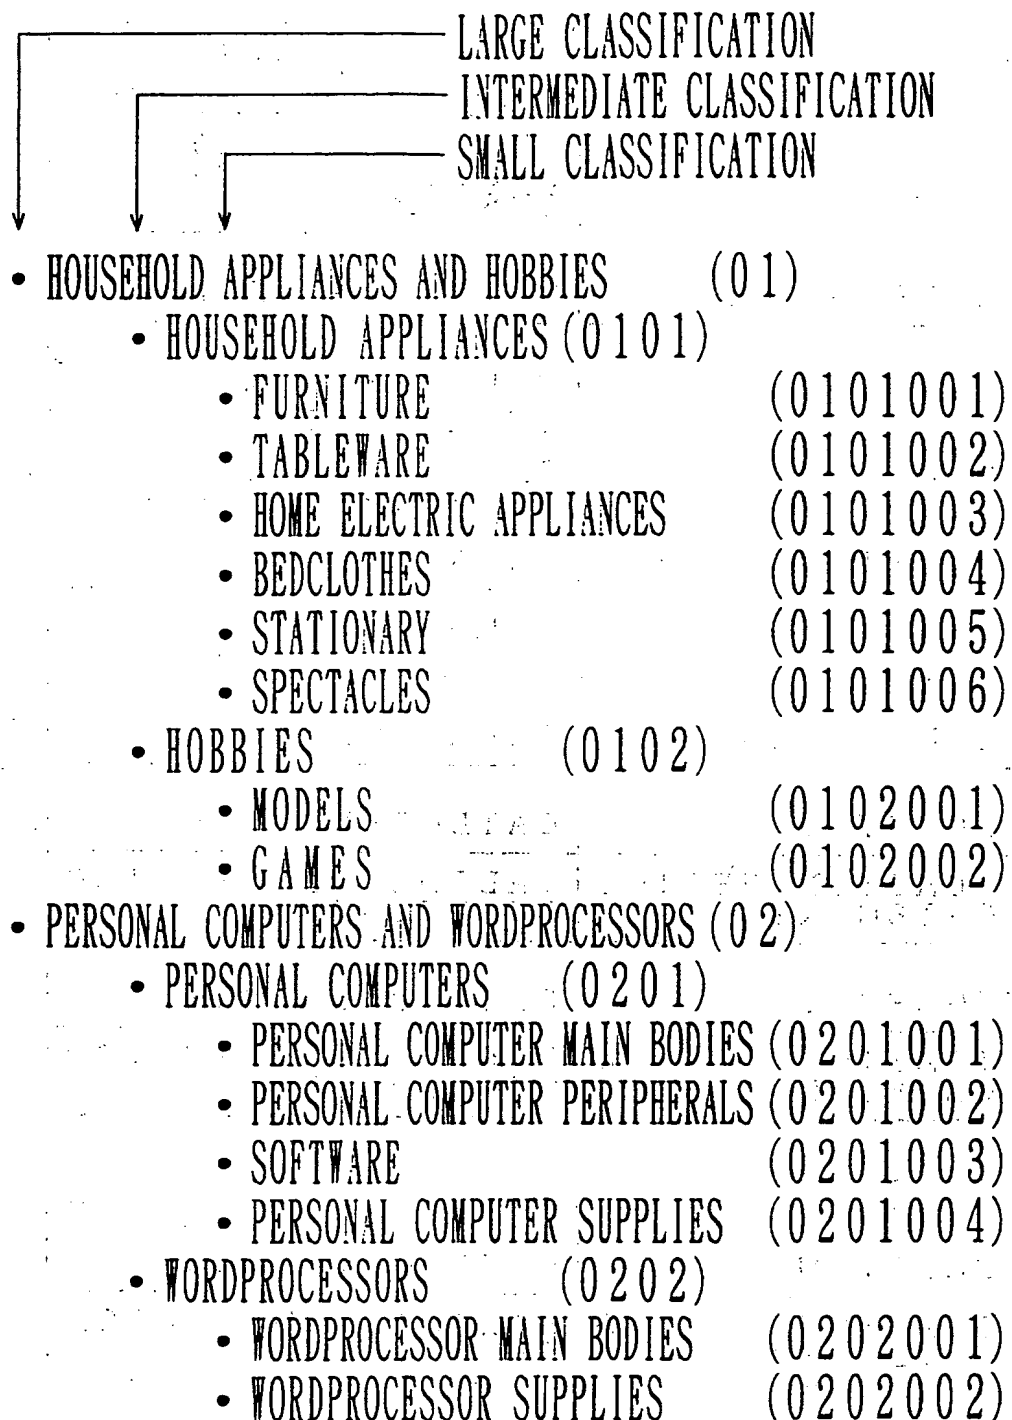 LARGE CLASSIFICATION
INTERMEDIATE CLASSIFICATION
SMALL CLASSIFICATION
• HOUSEHOLD APPLIANCES AND HOBBIES (01)
• HOUSEHOLD APPLIANCES (0101)
• FURNITURE (0101001)
• TABLEWARE (0101002)
• HOME ELECTRIC APPLIANCES (0101003)
• BEDCLOTHES (0101004)
• STATIONARY (0101005)
• SPECTACLES (0101006)
• HOBBIES (0102)
• MODELS (0102001)
• GAMES (0102002)
• PERSONAL COMPUTERS AND WORDPROCESSORS (02)
• PERSONAL COMPUTERS (0201)
• PERSONAL COMPUTER MAIN BODIES (0201001)
• PERSONAL COMPUTER PERIPHERALS (0201002)
• SOFTWARE (0201003)
• PERSONAL COMPUTER SUPPLIES (0201004)
• WORDPROCESSORS (0202)
• WORDPROCESSOR MAIN BODIES (0202001)
• WORDPROCESSOR SUPPLIES (0202002)